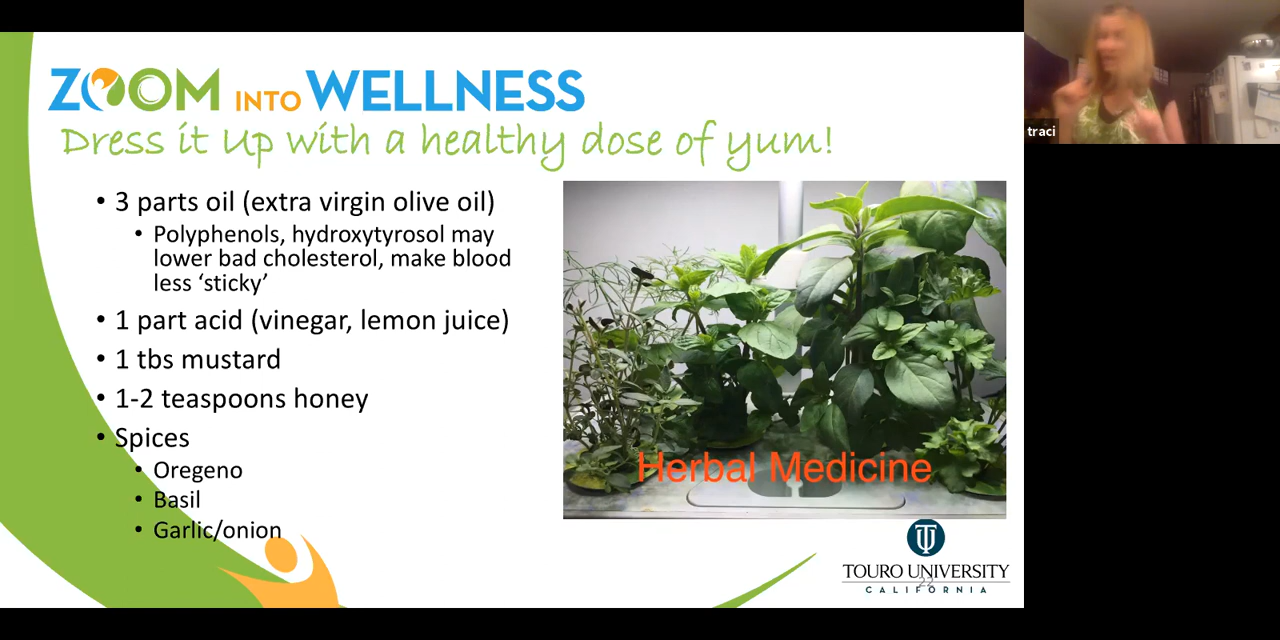 ZOOM INTO WELLNESS
Dress it Up with a healthy dose of yum!
• 3 parts oil (extra virgin olive oil)
• Polyphenols, hydroxytyrosol may
lower bad cholesterol, make blood
less ‘sticky’
• 1 part acid (vinegar, lemon juice)
• 1 tbs mustard
• 1-2 teaspoons honey
• Spices
• Oregeno
• Basil
• Garlic/onion
Herbal Medicine
TOURO UNIVERSITY
22
CALIFORNIA
traci